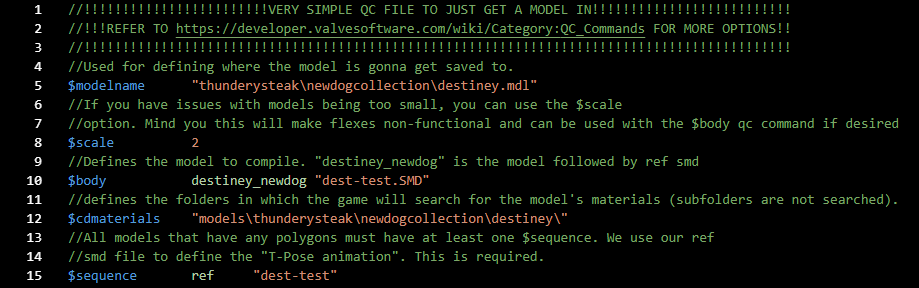 1 //!!!!!!!!!!!!!!!!!!!!!!!!VERY SIMPLE QC FILE TO JUST GET A MODEL IN!!!!!!!!!!!!!!!!!!!!!!!!!!
2 //!!!REFER TO https://developer.valvesoftware.com/wiki/Category:QC_Commands FOR MORE OPTIONS!!
3 //!!!!!!!!!!!!!!!!!!!!!!!!!!!!!!!!!!!!!!!!!!!!!!!!!!!!!!!!!!!!!!!!!!!!!!!!!!!!!!!!!!!!!!!!!!!!
4 //Used for defining where the model is gonna get saved to.
5 $modelname "thunderysteak\newdogcollection\destiney.mdl"
6 //If you have issues with models being too small, you can use the $scale
7 //option. Mind you this will make flexes non-functional and can be used with the $body qc command if desired
8 $scale 2
9 //Defines the model to compile. "destiney_newdog" is the model followed by ref smd
10 $body destiney_newdog "dest-test.SMD"
11 //defines the folders in which the game will search for the model's materials (subfolders are not searched).
12 $cdmaterials "models\thunderysteak\newdogcollection\destiney\"
13 //All models that have any polygons must have at least one $sequence. We use our ref
14 //smd file to define the "T-Pose animation". This is required.
15 $sequence ref "dest-test"